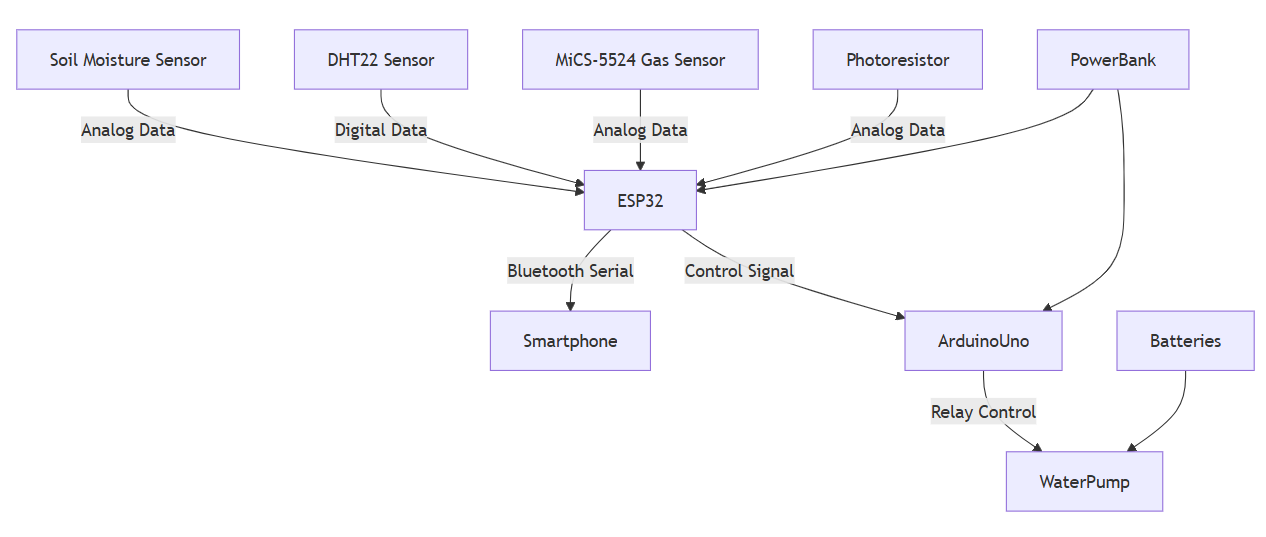 Soil Moisture Sensor
DHT22 Sensor
MiCS-5524 Gas Sensor
Photoresistor
PowerBank
Analog Data
Digital Data
Analog Data
Analog Data
ESP32
Bluetooth Serial
Control Signal
Smartphone
ArduinoUno
Batteries
Relay Control
WaterPump